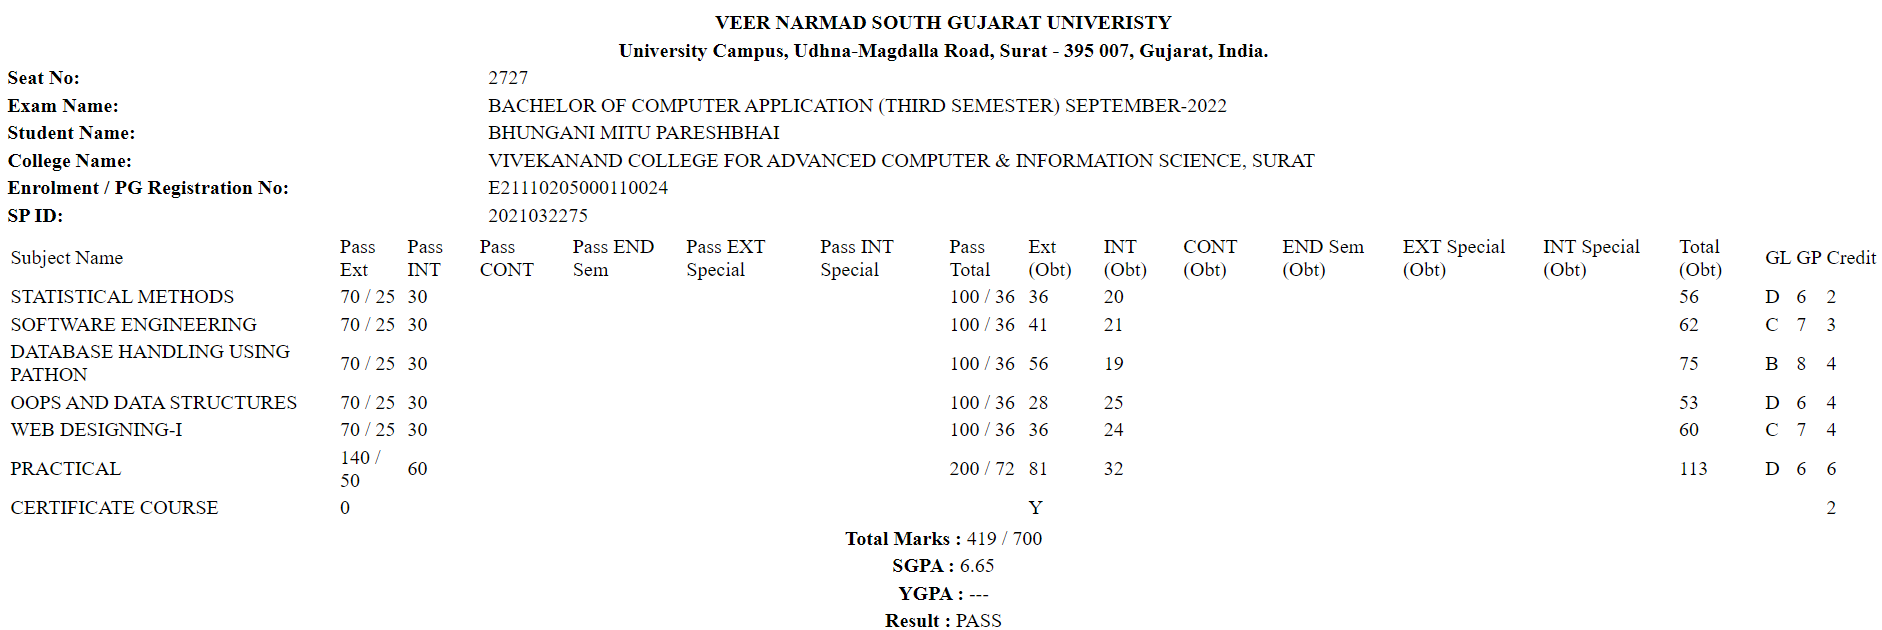 VEER NARMAD SOUTH GUJARAT UNIVERISTY
University Campus, Udhna-Magdalla Road, Surat - 395 007, Gujarat, India.
Seat No: 2727
Exam Name: BACHELOR OF COMPUTER APPLICATION (THIRD SEMESTER) SEPTEMBER-2022
Student Name: BHUNGANI MITU PARESHBHAI
College Name: VIVEKANAND COLLEGE FOR ADVANCED COMPUTER & INFORMATION SCIENCE, SURAT
Enrolment / PG Registration No: E21110205000110024
SP ID: 2021032275
Subject Name Pass Ext Pass INT Pass CONT Pass END Sem Pass EXT Special Pass INT Special Pass Total Ext (Obt) INT (Obt) CONT (Obt) END Sem (Obt) EXT Special (Obt) INT Special (Obt) Total (Obt) GL GP Credit
STATISTICAL METHODS 70 / 25 30 100 / 36 36 20 56 D 6 2
SOFTWARE ENGINEERING 70 / 25 30 100 / 36 41 21 62 C 7 3
DATABASE HANDLING USING PATHON 70 / 25 30 100 / 36 56 19 75 B 8 4
OOPS AND DATA STRUCTURES 70 / 25 30 100 / 36 28 25 53 D 6 4
WEB DESIGNING-I 70 / 25 30 100 / 36 36 24 60 C 7 4
PRACTICAL 140 / 50 60 200 / 72 81 32 113 D 6 6
CERTIFICATE COURSE 0 Y 2
Total Marks : 419 / 700
SGPA : 6.65
YGPA : ---
Result : PASS